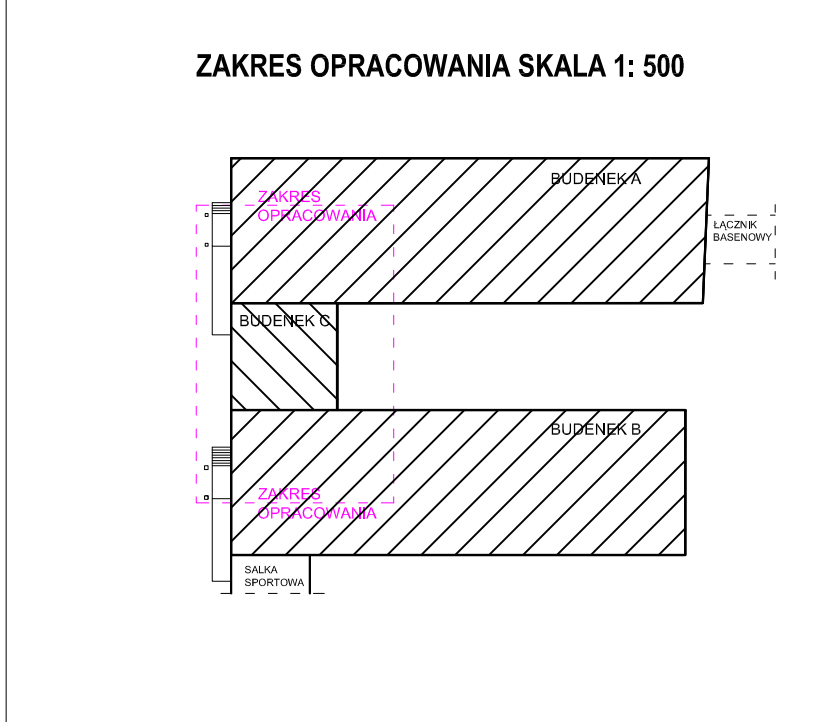 ZAKRES OPRACOWANIA SKALA 1: 500
BUDENEK A
ZAKRES
OPRACOWANIA
ŁĄCZNIK
BASENOWY
BUDENEK C
BUDENEK B
ZAKRES
OPRACOWANIA
SALKA
SPORTOWA